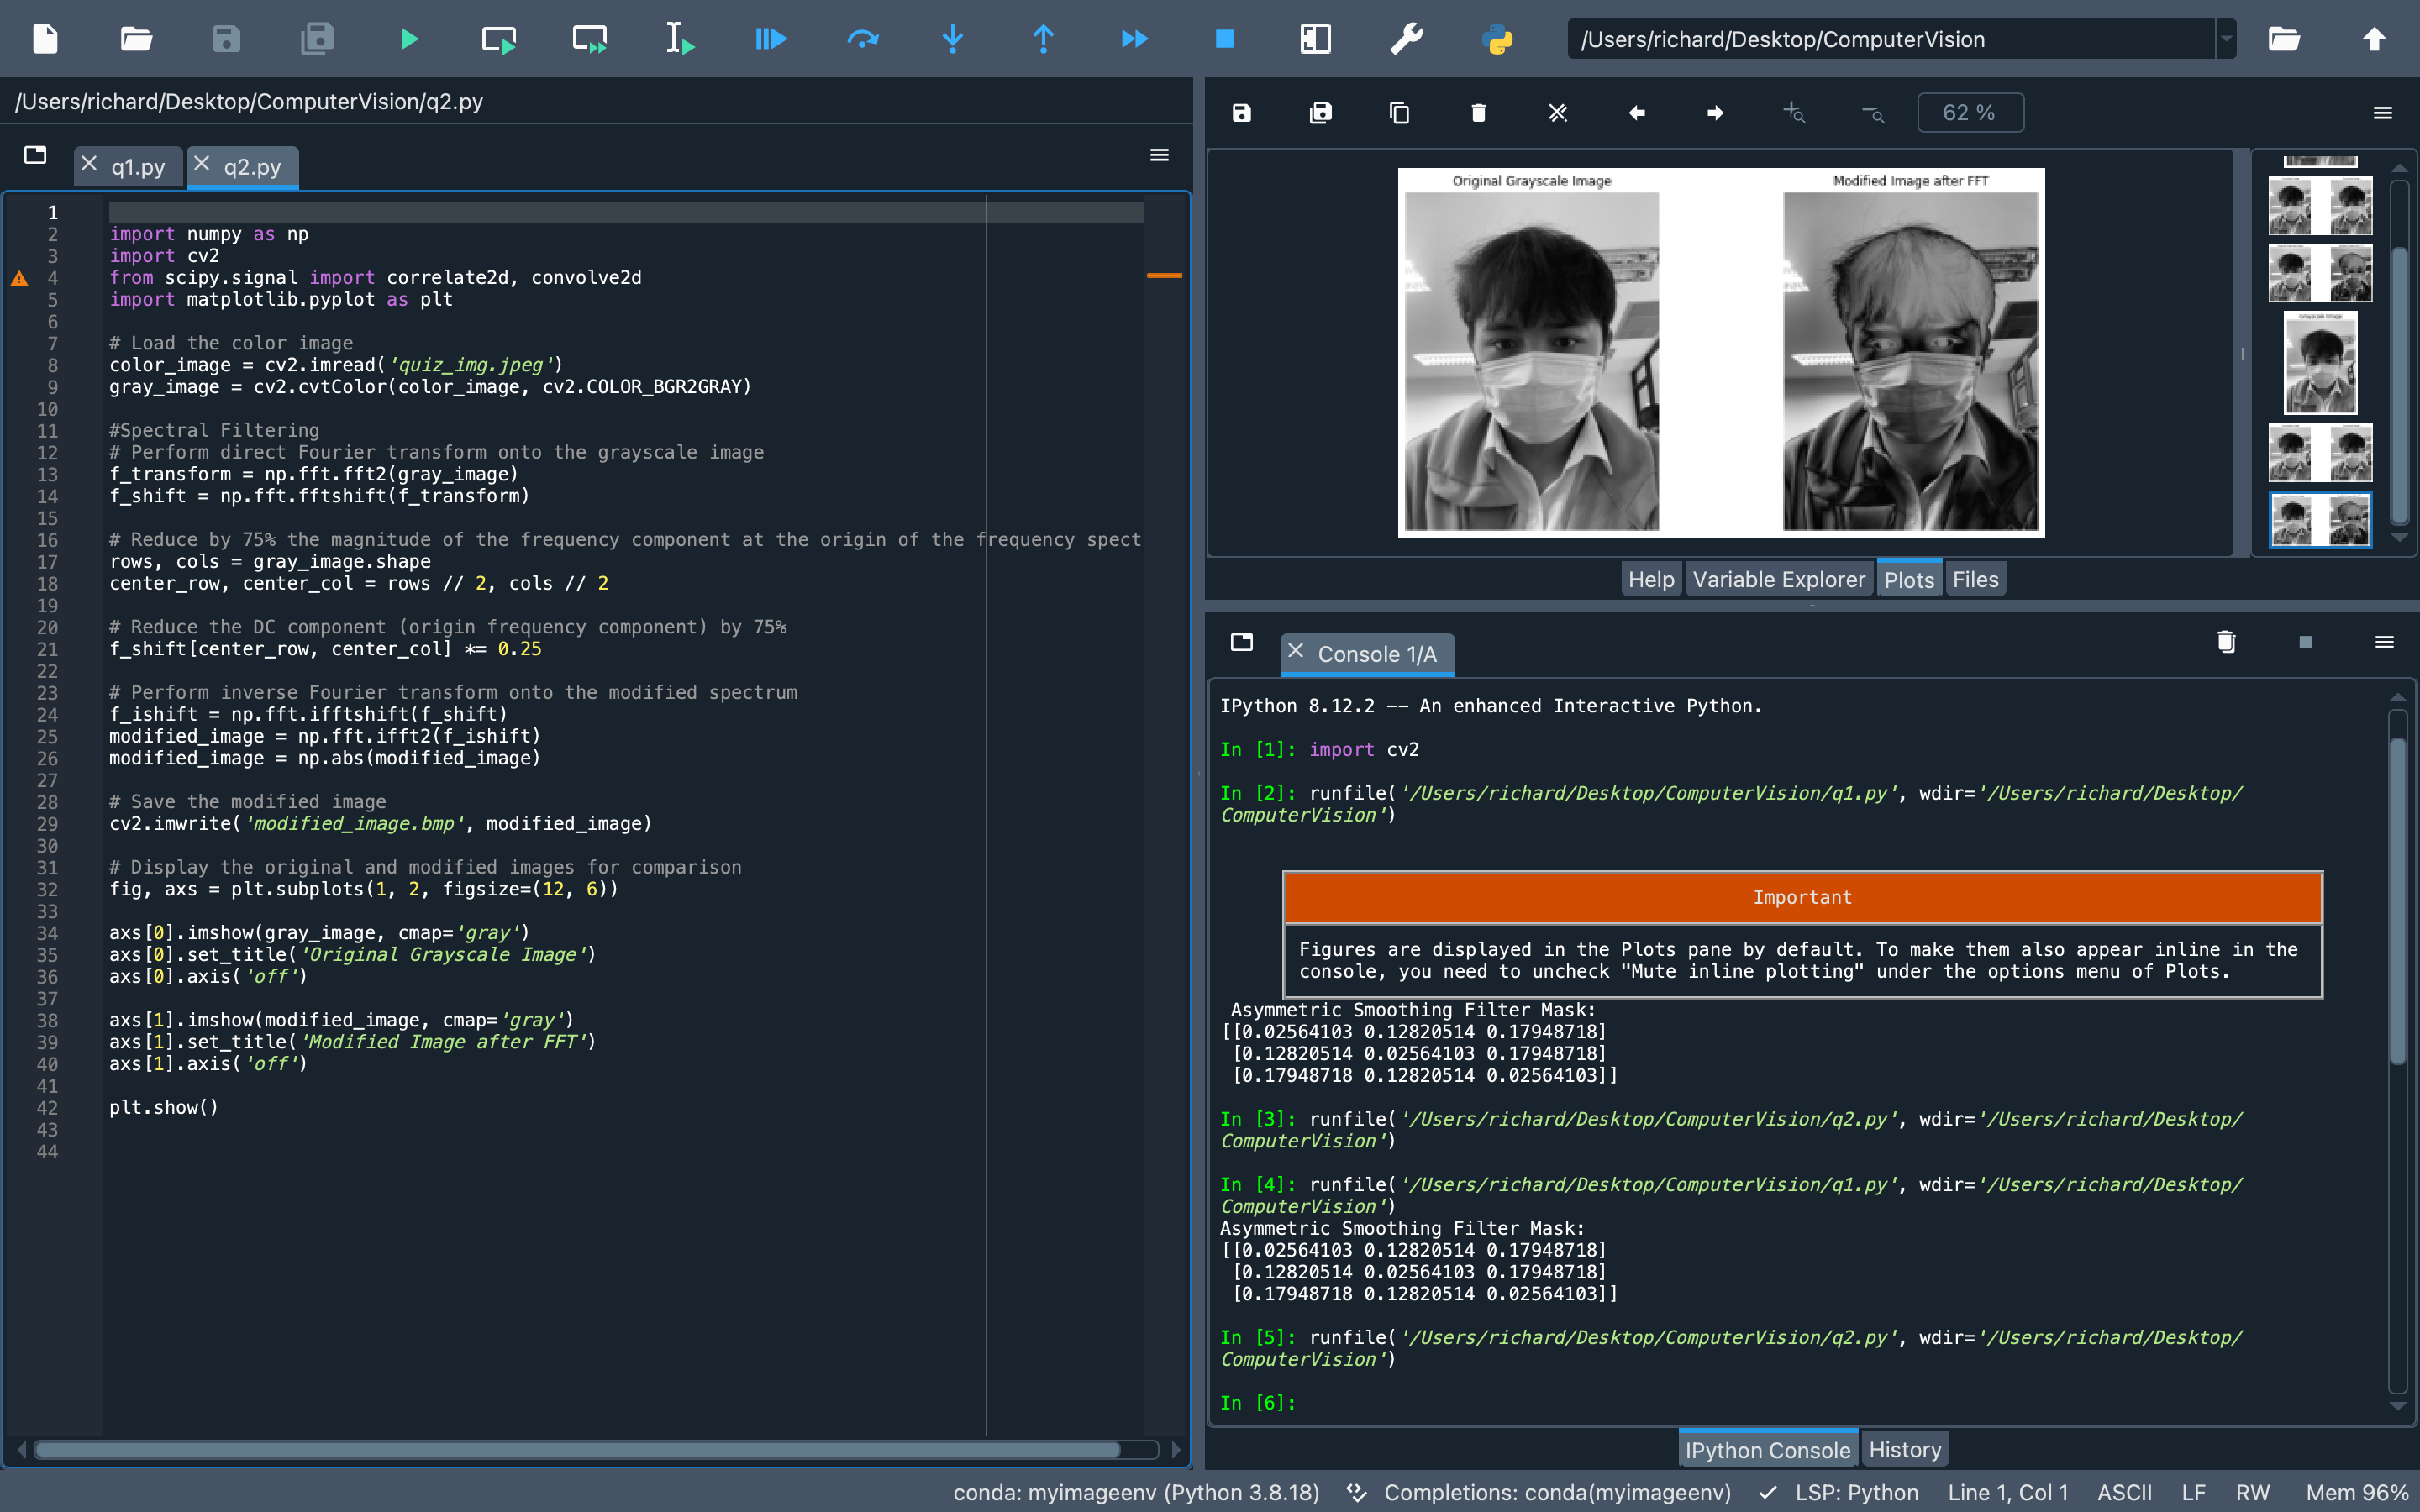 /Users/richard/Desktop/ComputerVision
/Users/richard/Desktop/ComputerVision/q2.py
q1.py
q2.py
1
2 import numpy as np
3 import cv2
4 from scipy.signal import correlate2d, convolve2d
5 import matplotlib.pyplot as plt
6
7 # Load the color image
8 color_image = cv2.imread('quiz_img.jpeg')
9 gray_image = cv2.cvtColor(color_image, cv2.COLOR_BGR2GRAY)
10
11 #Spectral Filtering
12 # Perform direct Fourier transform onto the grayscale image
13 f_transform = np.fft.fft2(gray_image)
14 f_shift = np.fft.fftshift(f_transform)
15
16 # Reduce by 75% the magnitude of the frequency component at the origin of the frequency spect
17 rows, cols = gray_image.shape
18 center_row, center_col = rows // 2, cols // 2
19
20 # Reduce the DC component (origin frequency component) by 75%
21 f_shift[center_row, center_col] *= 0.25
22
23 # Perform inverse Fourier transform onto the modified spectrum
24 f_ishift = np.fft.ifftshift(f_shift)
25 modified_image = np.fft.ifft2(f_ishift)
26 modified_image = np.abs(modified_image)
27
28 # Save the modified image
29 cv2.imwrite('modified_image.bmp', modified_image)
30
31 # Display the original and modified images for comparison
32 fig, axs = plt.subplots(1, 2, figsize=(12, 6))
33
34 axs[0].imshow(gray_image, cmap='gray')
35 axs[0].set_title('Original Grayscale Image')
36 axs[0].axis('off')
37
38 axs[1].imshow(modified_image, cmap='gray')
39 axs[1].set_title('Modified Image after FFT')
40 axs[1].axis('off')
41
42 plt.show()
43
44
62 %
Original Grayscale Image
Modified Image after FFT
Grayscale Image
Help
Variable Explorer
Plots
Files
Console 1/A
IPython 8.12.2 -- An enhanced Interactive Python.
In [1]: import cv2
In [2]: runfile('/Users/richard/Desktop/ComputerVision/q1.py', wdir='/Users/richard/Desktop/
ComputerVision')
Important
Figures are displayed in the Plots pane by default. To make them also appear inline in the
console, you need to uncheck "Mute inline plotting" under the options menu of Plots.
Asymmetric Smoothing Filter Mask:
[[0.02564103 0.12820514 0.17948718]
[0.12820514 0.02564103 0.17948718]
[0.17948718 0.12820514 0.02564103]]
In [3]: runfile('/Users/richard/Desktop/ComputerVision/q2.py', wdir='/Users/richard/Desktop/
ComputerVision')
In [4]: runfile('/Users/richard/Desktop/ComputerVision/q1.py', wdir='/Users/richard/Desktop/
ComputerVision')
Asymmetric Smoothing Filter Mask:
[[0.02564103 0.12820514 0.17948718]
[0.12820514 0.02564103 0.17948718]
[0.17948718 0.12820514 0.02564103]]
In [5]: runfile('/Users/richard/Desktop/ComputerVision/q2.py', wdir='/Users/richard/Desktop/
ComputerVision')
In [6]:
IPython Console
History
conda: myimageenv (Python 3.8.18)
Completions: conda(myimageenv)
LSP: Python
Line 1, Col 1
ASCII
LF
RW
Mem 96%